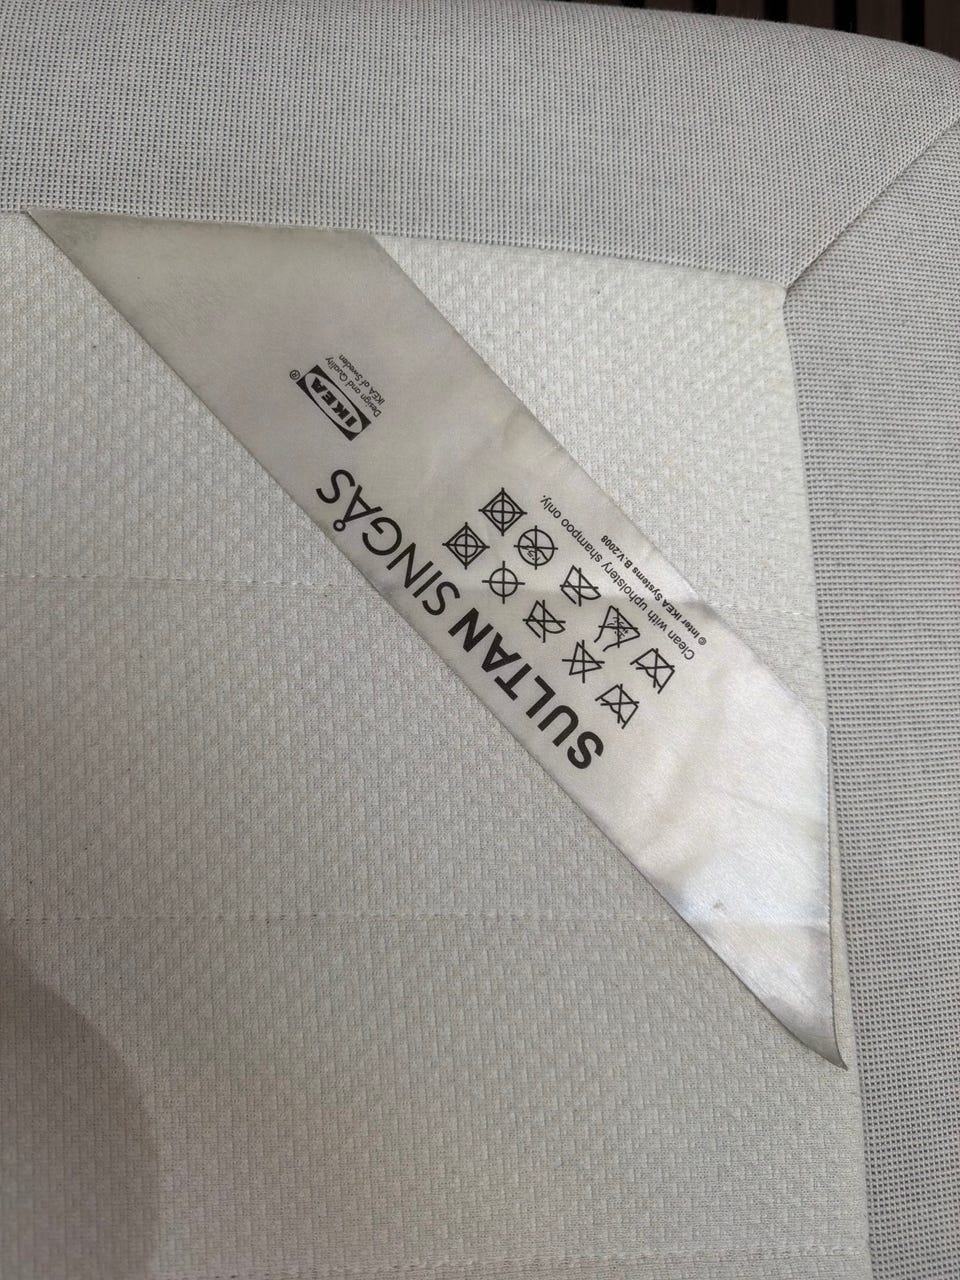 SULTAN SINGÅS
Clean with upholstery shampoo only.
© Inter IKEA Systems B.V.2008
IKEA®
Design and Quality
IKEA of Sweden